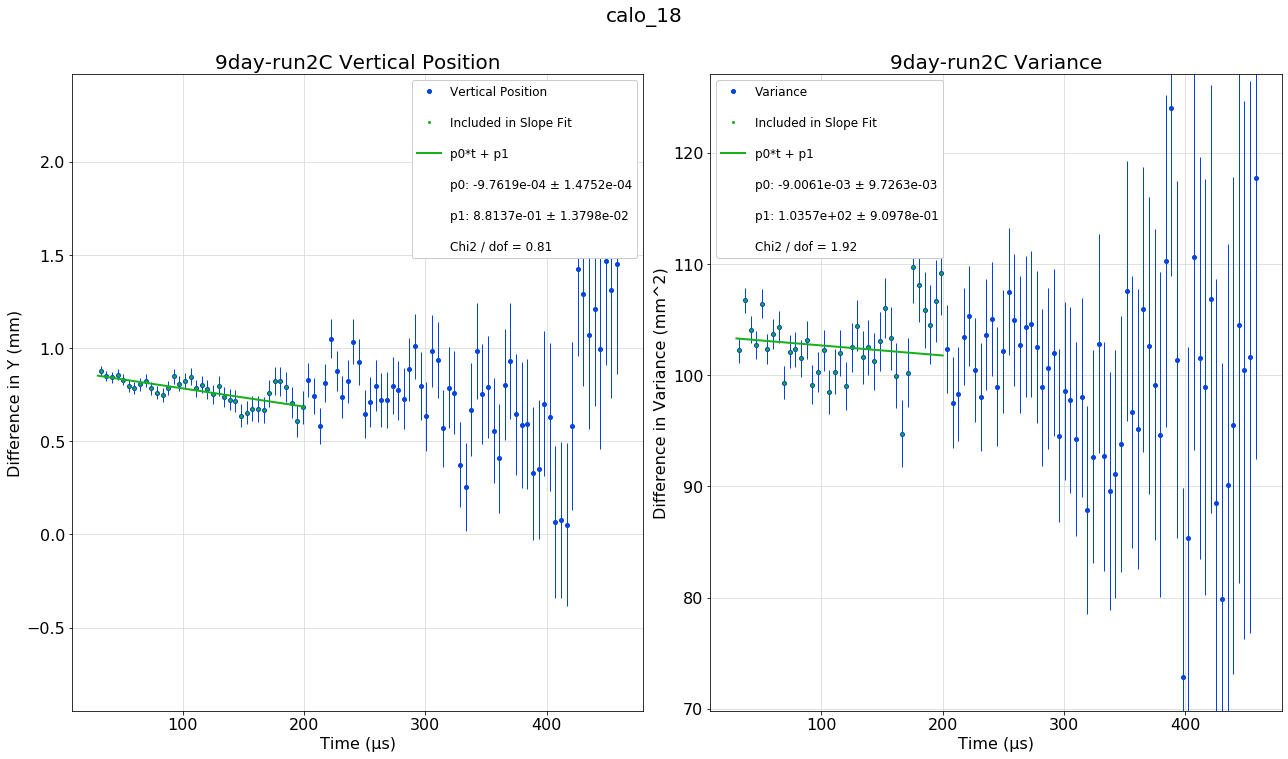 calo_18
9day-run2C Vertical Position
Vertical Position
Included in Slope Fit
p0*t + p1
p0: -9.7619e-04 ± 1.4752e-04
p1: 8.8137e-01 ± 1.3798e-02
Chi2 / dof = 0.81
Difference in Y (mm)
2.0
1.5
1.0
0.5
0.0
−0.5
100 200 300 400
Time (μs)
9day-run2C Variance
Variance
Included in Slope Fit
p0*t + p1
p0: -9.0061e-03 ± 9.7263e-03
p1: 1.0357e+02 ± 9.0978e-01
Chi2 / dof = 1.92
Difference in Variance (mm^2)
120
110
100
90
80
70
100 200 300 400
Time (μs)